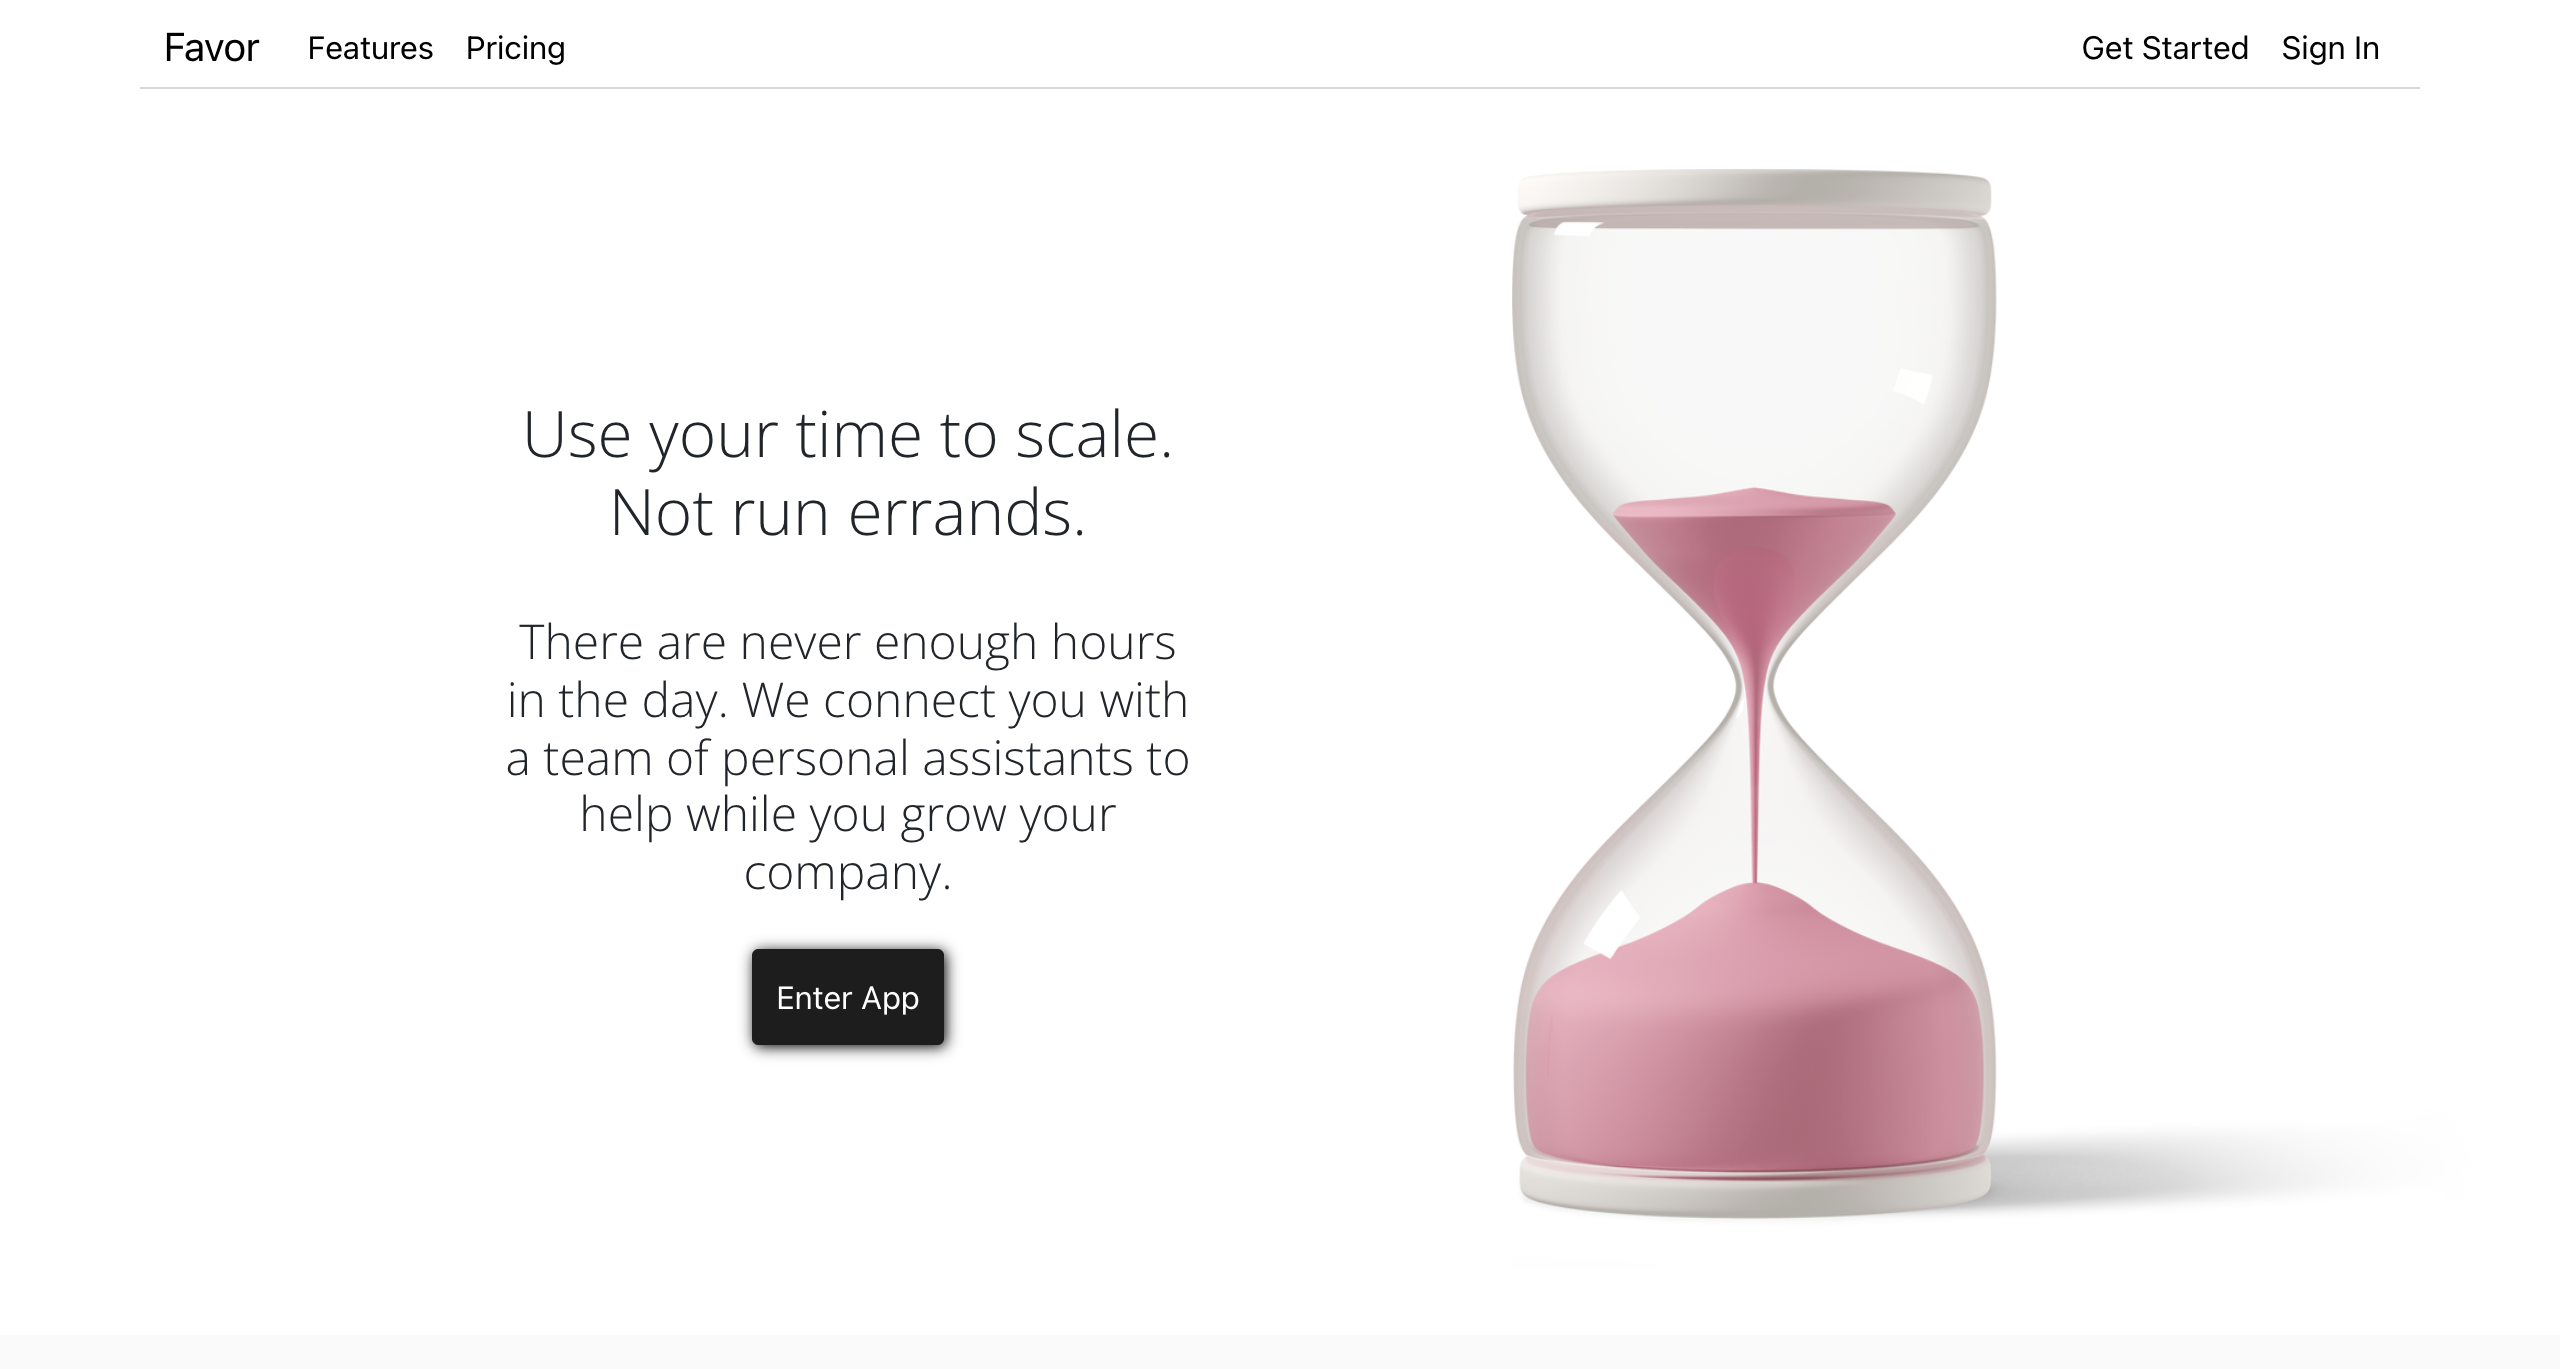 Favor Features Pricing Get Started Sign In
Use your time to scale.
Not run errands.
There are never enough hours
in the day. We connect you with
a team of personal assistants to
help while you grow your
company.
Enter App